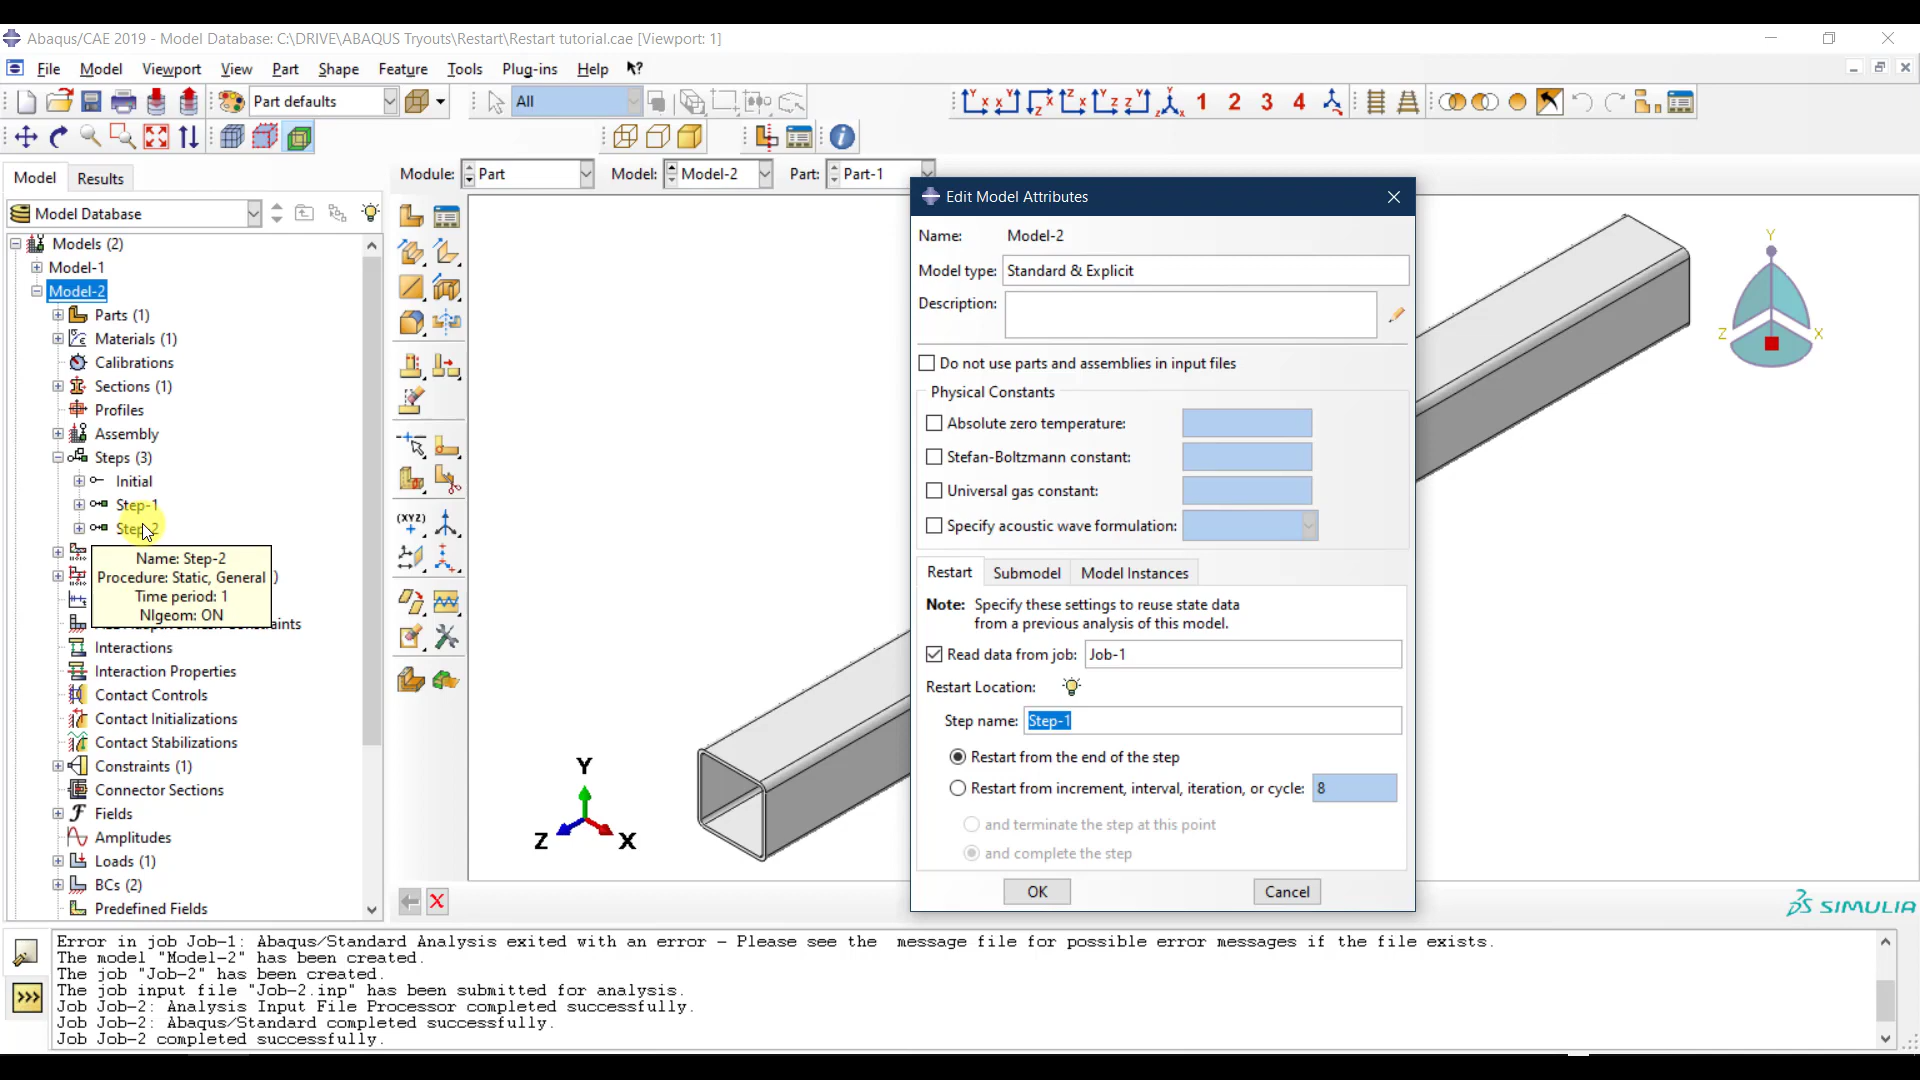 Abaqus/CAE 2019 - Model Database: C:\DRIVE\ABAQUS Tryouts\Restart\Restart tutorial.cae [Viewport: 1]
File Model Viewport View Part Shape Feature Tools Plug-ins Help
Part defaults All 1 2 3 4
Model Results
Module: Part Model: Model-2 Part: Part-1
Model Database
Models (2)
Model-1
Model-2
Parts (1)
Materials (1)
Calibrations
Sections (1)
Profiles
Assembly
Steps (3)
Initial
Step-1
Step-2
Name: Step-2
Procedure: Static, General
Time period: 1
Nlgeom: ON
Interactions
Interaction Properties
Contact Controls
Contact Initializations
Contact Stabilizations
Constraints (1)
Connector Sections
Fields
Amplitudes
Loads (1)
BCs (2)
Predefined Fields
(XYZ)
Y
Z
X
Edit Model Attributes
Name: Model-2
Model type: Standard & Explicit
Description:
Do not use parts and assemblies in input files
Physical Constants
Absolute zero temperature:
Stefan-Boltzmann constant:
Universal gas constant:
Specify acoustic wave formulation:
Restart Submodel Model Instances
Note: Specify these settings to reuse state data
from a previous analysis of this model.
Read data from job: Job-1
Restart Location:
Step name: Step-1
Restart from the end of the step
Restart from increment, interval, iteration, or cycle: 8
and terminate the step at this point
and complete the step
OK Cancel
Y
Z X
SIMULIA
Error in job Job-1: Abaqus/Standard Analysis exited with an error - Please see the message file for possible error messages if the file exists.
The model "Model-2" has been created.
The job "Job-2" has been created.
The job input file "Job-2.inp" has been submitted for analysis.
Job Job-2: Analysis Input File Processor completed successfully.
Job Job-2: Abaqus/Standard completed successfully.
Job Job-2 completed successfully.